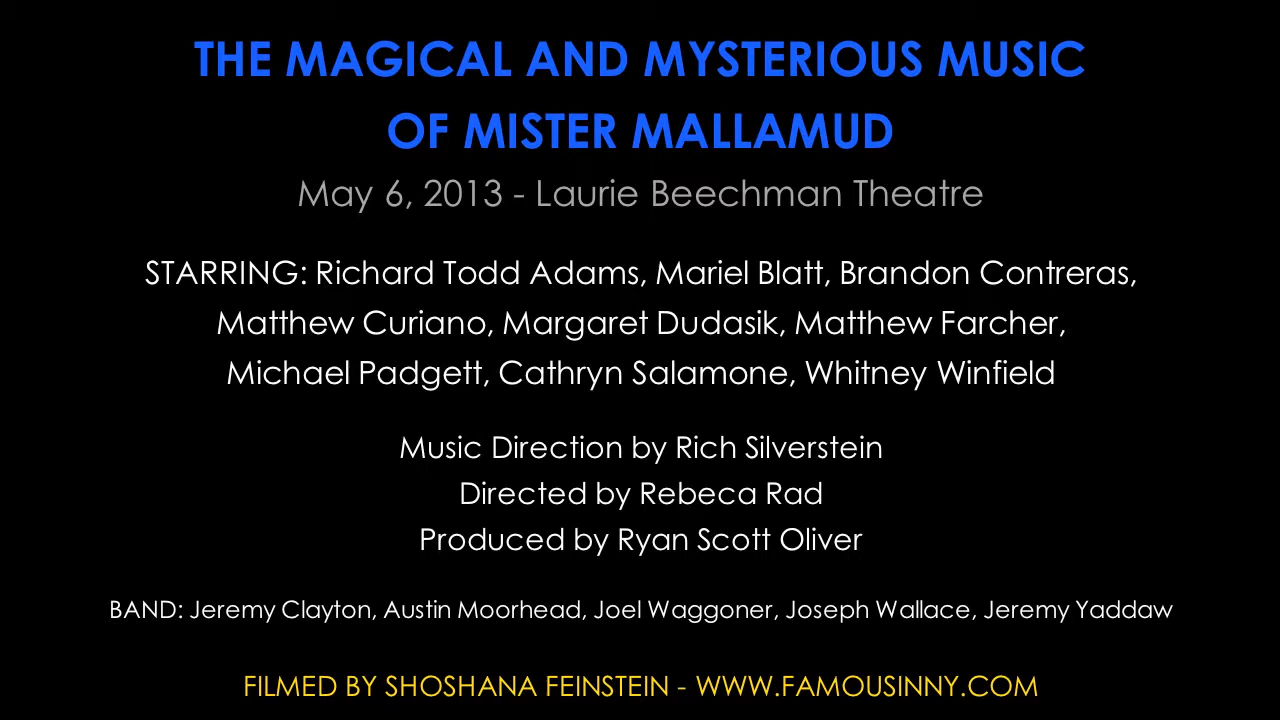 THE MAGICAL AND MYSTERIOUS MUSIC
OF MISTER MALLAMUD
May 6, 2013 - Laurie Beechman Theatre
STARRING: Richard Todd Adams, Mariel Blatt, Brandon Contreras,
Matthew Curiano, Margaret Dudasik, Matthew Farcher,
Michael Padgett, Cathryn Salamone, Whitney Winfield
Music Direction by Rich Silverstein
Directed by Rebeca Rad
Produced by Ryan Scott Oliver
BAND: Jeremy Clayton, Austin Moorhead, Joel Waggoner, Joseph Wallace, Jeremy Yaddaw
FILMED BY SHOSHANA FEINSTEIN - WWW.FAMOUSINNY.COM